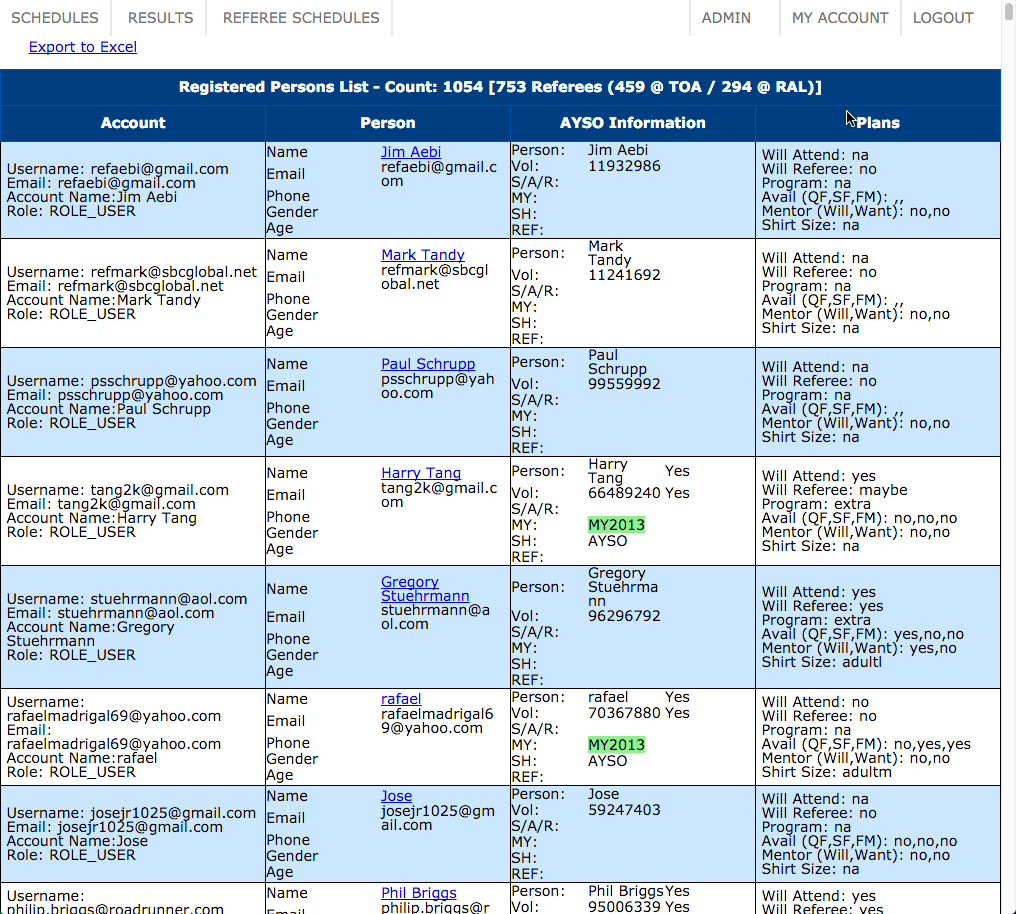 SCHEDULES RESULTS REFEREE SCHEDULES ADMIN MY ACCOUNT LOGOUT
Export to Excel
Registered Persons List - Count: 1054 [753 Referees (459 @ TOA / 294 @ RAL)]
Account Person AYSO Information Plans
Username: refaebi@gmail.com
Email: refaebi@gmail.com
Account Name:Jim Aebi
Role: ROLE_USER
Name Jim Aebi
Email refaebi@gmail.c
om
Phone
Gender
Age
Person: Jim Aebi
Vol: 11932986
S/A/R:
MY:
SH:
REF:
Will Attend: na
Will Referee: no
Program: na
Avail (QF,SF,FM): ,,
Mentor (Will,Want): no,no
Shirt Size: na
Username: refmark@sbcglobal.net
Email: refmark@sbcglobal.net
Account Name:Mark Tandy
Role: ROLE_USER
Name Mark Tandy
Email refmark@sbcgl
obal.net
Phone
Gender
Age
Person: Mark
Tandy
Vol: 11241692
S/A/R:
MY:
SH:
REF:
Will Attend: na
Will Referee: no
Program: na
Avail (QF,SF,FM): ,,
Mentor (Will,Want): no,no
Shirt Size: na
Username: psschrupp@yahoo.com
Email: psschrupp@yahoo.com
Account Name:Paul Schrupp
Role: ROLE_USER
Name Paul Schrupp
Email psschrupp@yah
oo.com
Phone
Gender
Age
Person: Paul
Schrupp
Vol: 99559992
S/A/R:
MY:
SH:
REF:
Will Attend: na
Will Referee: no
Program: na
Avail (QF,SF,FM): ,,
Mentor (Will,Want): no,no
Shirt Size: na
Username: tang2k@gmail.com
Email: tang2k@gmail.com
Account Name:Harry Tang
Role: ROLE_USER
Name Harry Tang
Email tang2k@gmail.c
om
Phone
Gender
Age
Person: Harry
Tang Yes
Vol: 66489240 Yes
S/A/R:
MY: MY2013
SH: AYSO
REF:
Will Attend: yes
Will Referee: maybe
Program: extra
Avail (QF,SF,FM): no,no,no
Mentor (Will,Want): no,no
Shirt Size: na
Username: stuehrmann@aol.com
Email: stuehrmann@aol.com
Account Name:Gregory
Stuehrmann
Role: ROLE_USER
Name Gregory
Stuehrmann
Email stuehrmann@a
ol.com
Phone
Gender
Age
Person: Gregory
Stuehrma
nn
Vol: 96296792
S/A/R:
MY:
SH:
REF:
Will Attend: yes
Will Referee: yes
Program: extra
Avail (QF,SF,FM): yes,no,no
Mentor (Will,Want): yes,no
Shirt Size: adultl
Username:
rafaelmadrigal69@yahoo.com
Email:
rafaelmadrigal69@yahoo.com
Account Name:rafael
Role: ROLE_USER
Name rafael
Email rafaelmadrigal6
9@yahoo.com
Phone
Gender
Age
Person: rafael Yes
Vol: 70367880 Yes
S/A/R:
MY: MY2013
SH: AYSO
REF:
Will Attend: no
Will Referee: no
Program: na
Avail (QF,SF,FM): no,yes,yes
Mentor (Will,Want): no,no
Shirt Size: adultm
Username: josejr1025@gmail.com
Email: josejr1025@gmail.com
Account Name:Jose
Role: ROLE_USER
Name Jose
Email josejr1025@gm
ail.com
Phone
Gender
Age
Person: Jose
Vol: 59247403
S/A/R:
MY:
SH:
REF:
Will Attend: na
Will Referee: no
Program: na
Avail (QF,SF,FM): no,no,no
Mentor (Will,Want): no,no
Shirt Size: na
Username:
philip.briggs@roadrunner.com
Name Phil Briggs
Email philip.briggs@r
Person: Phil Briggs Yes
Vol: 95006339 Yes
Will Attend: yes
Will Referee: yes